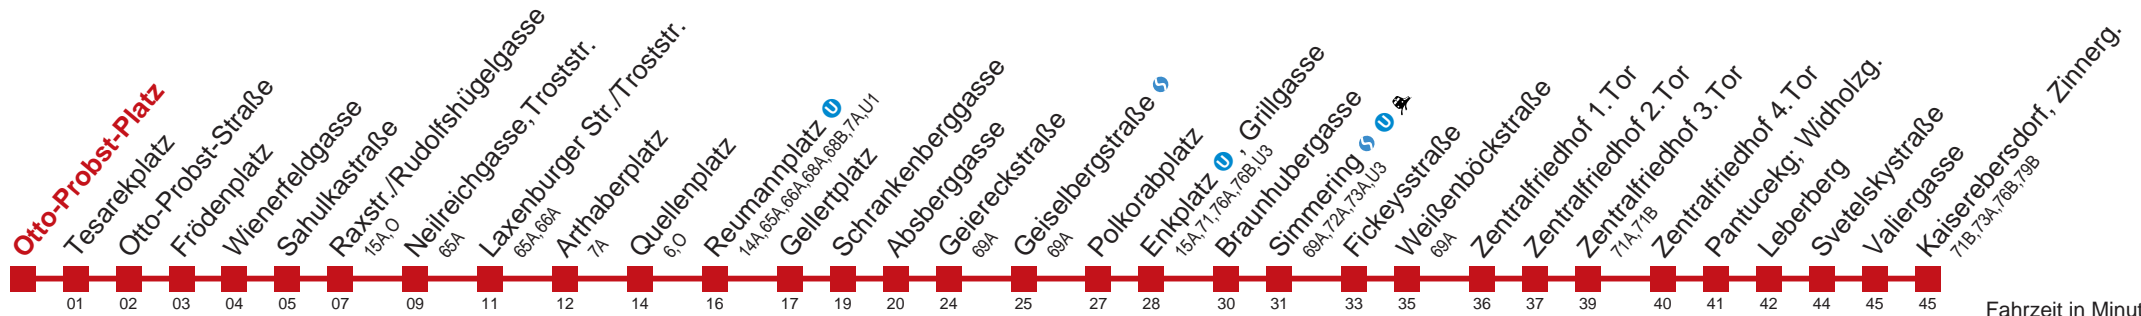 Otto-Probst-Platz
Tesarekplatz
Otto-Probst-Straße
Frödenplatz
Wienerfeldgasse
Sahulkastraße
Raxstr./Rudolfshügelgasse
15A,O
Neilreichgasse, Troststr.
65A
Laxenburger Str./Troststr.
65A,66A
Arthaberplatz
7A
Quellenplatz
6,O
Reumannplatz U
14A,65A,66A,68A,68B,7A,U1
Gellertplatz
Schrankenberggasse
Absberggasse
Geiereckstraße
69A
Geiselbergstraße S
69A
Polkorabplatz
Enkplatz U , Grillgasse
15A,71,76A,76B,U3
Braunhubergasse
Simmering S U
69A,72A,73A,U3
Fickeysstraße
Weißenböckstraße
69A
Zentralfriedhof 1.Tor
Zentralfriedhof 2.Tor
Zentralfriedhof 3.Tor
71A,71B
Zentralfriedhof 4.Tor
Pantucekg; Widholzg.
Leberberg
Svetelskystraße
Valiergasse
Kaiserebersdorf, Zinnerg.
71B,73A,76B,79B
01 02 03 04 05 07 09 11 12 14 16 17 19 20 24 25 27 28 30 31 33 35 36 37 39 40 41 42 44 45 45 Fahrzeit in Minut